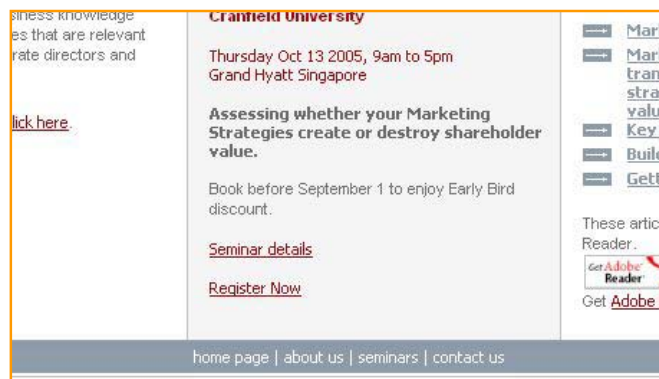 es that are relevant
rate directors and
lick here.
Cranfield University
Thursday Oct 13 2005, 9am to 5pm
Grand Hyatt Singapore
Assessing whether your Marketing
Strategies create or destroy shareholder
value.
Book before September 1 to enjoy Early Bird
discount.
Seminar details
Register Now
Mar
Mar
tran
stra
valu
Key
Build
Gett
These artic
Reader.
Get Adobe
Reader
Get Adobe
home page | about us | seminars | contact us